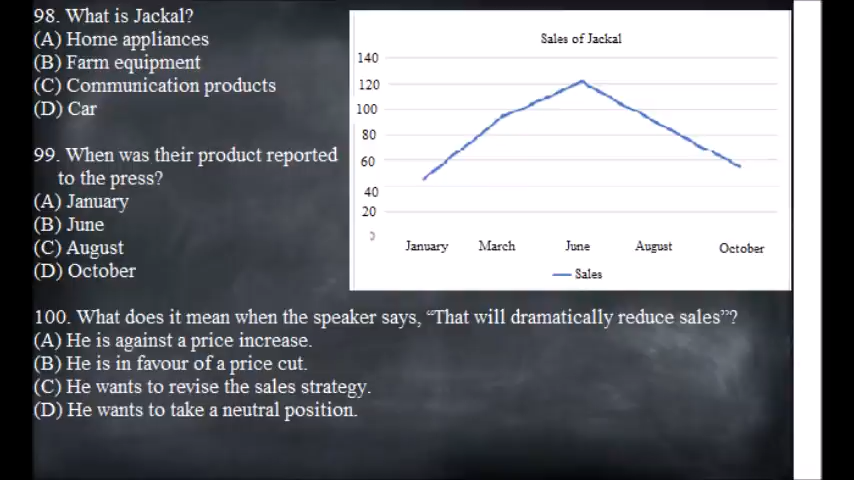 98. What is Jackal?
(A) Home appliances
(B) Farm equipment
(C) Communication products
(D) Car
99. When was their product reported
to the press?
(A) January
(B) June
(C) August
(D) October
Sales of Jackal
140
120
100
80
60
40
20
January March June August October
Sales
100. What does it mean when the speaker says, “That will dramatically reduce sales”?
(A) He is against a price increase.
(B) He is in favour of a price cut.
(C) He wants to revise the sales strategy.
(D) He wants to take a neutral position.